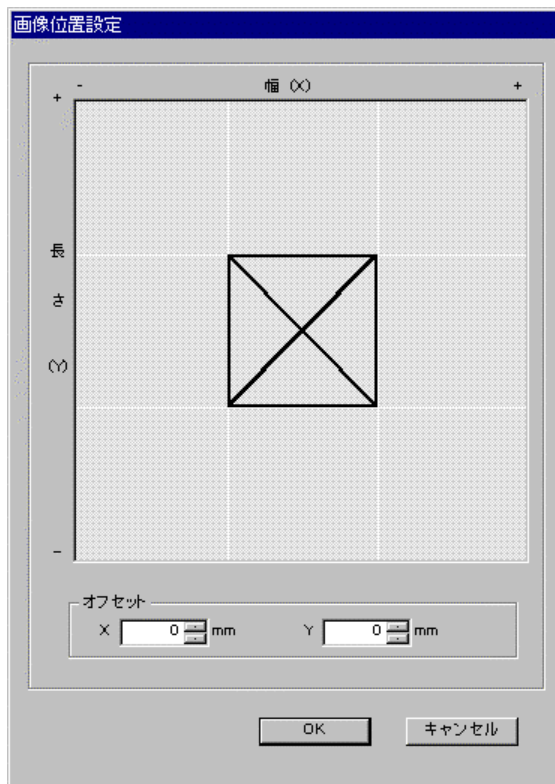 画像位置設定
- 幅 (X) +
+
長
さ
(Y)
-
オフセット
X 0 mm Y 0 mm
OK キャンセル